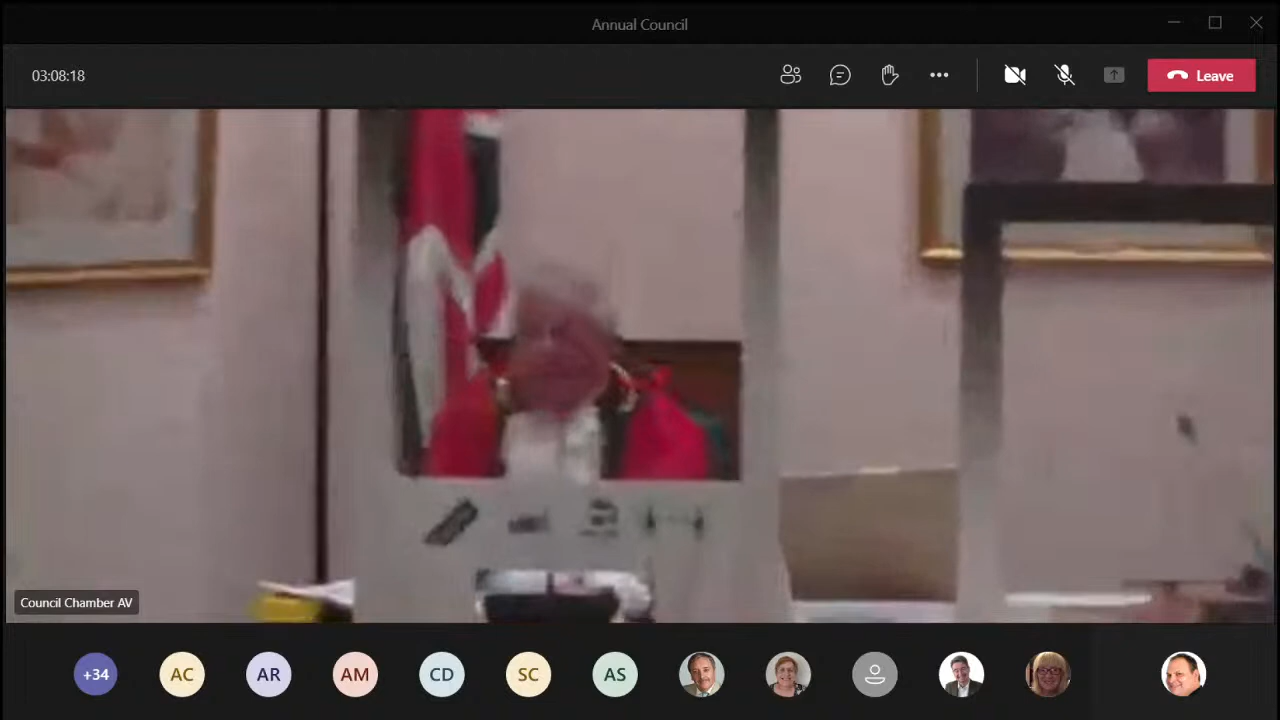 Annual Council
03:08:18
Leave
Council Chamber AV
+34
AC
AR
AM
CD
SC
AS